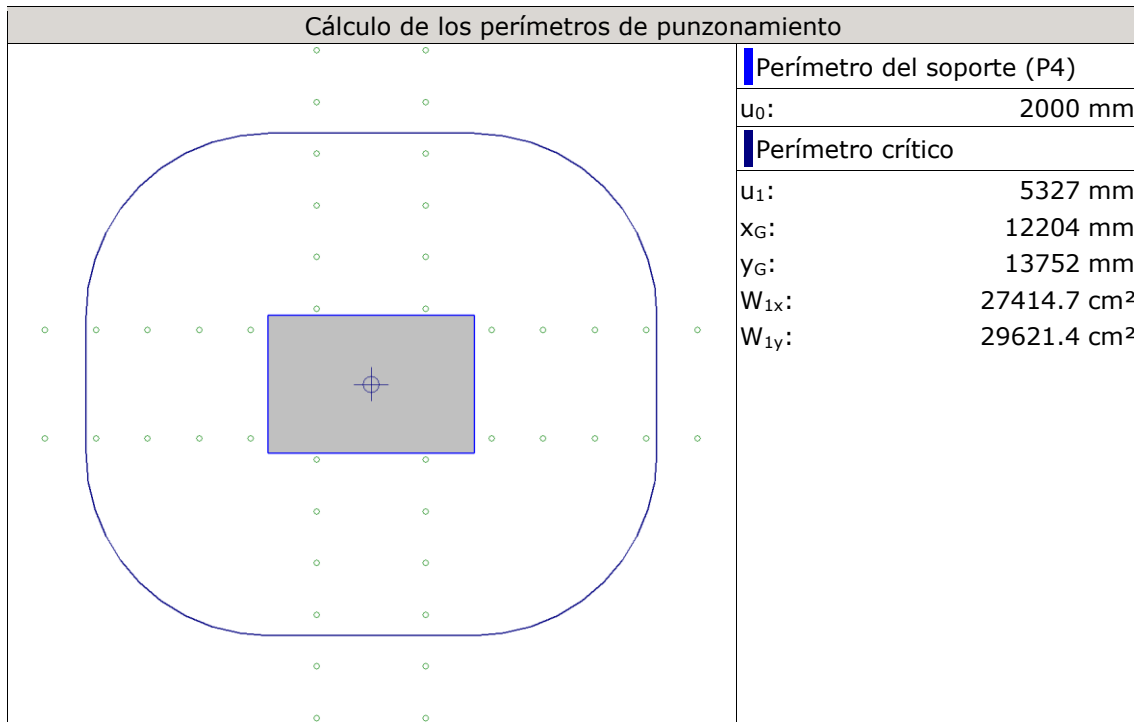 Cálculo de los perímetros de punzonamiento
Perímetro del soporte (P4)
u₀: 2000 mm
Perímetro crítico
u₁: 5327 mm
x_G: 12204 mm
y_G: 13752 mm
W₁ₓ: 27414.7 cm²
W₁y: 29621.4 cm²